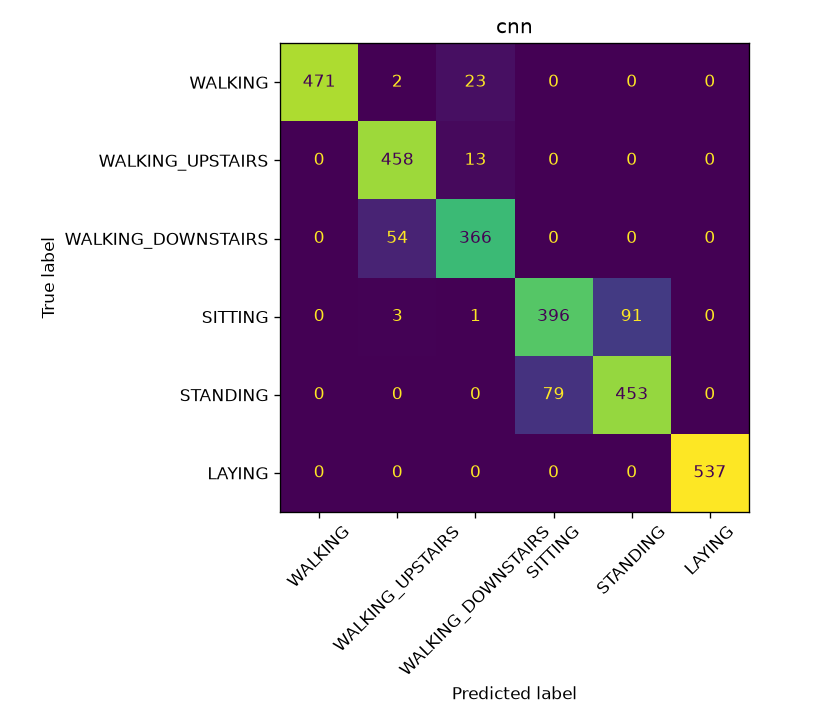 cnn
WALKING 471 2 23 0 0 0
WALKING_UPSTAIRS 0 458 13 0 0 0
WALKING_DOWNSTAIRS 0 54 366 0 0 0
SITTING 0 3 1 396 91 0
STANDING 0 0 0 79 453 0
LAYING 0 0 0 0 0 537
True label
WALKING
WALKING_UPSTAIRS
WALKING_DOWNSTAIRS
SITTING
STANDING
LAYING
Predicted label